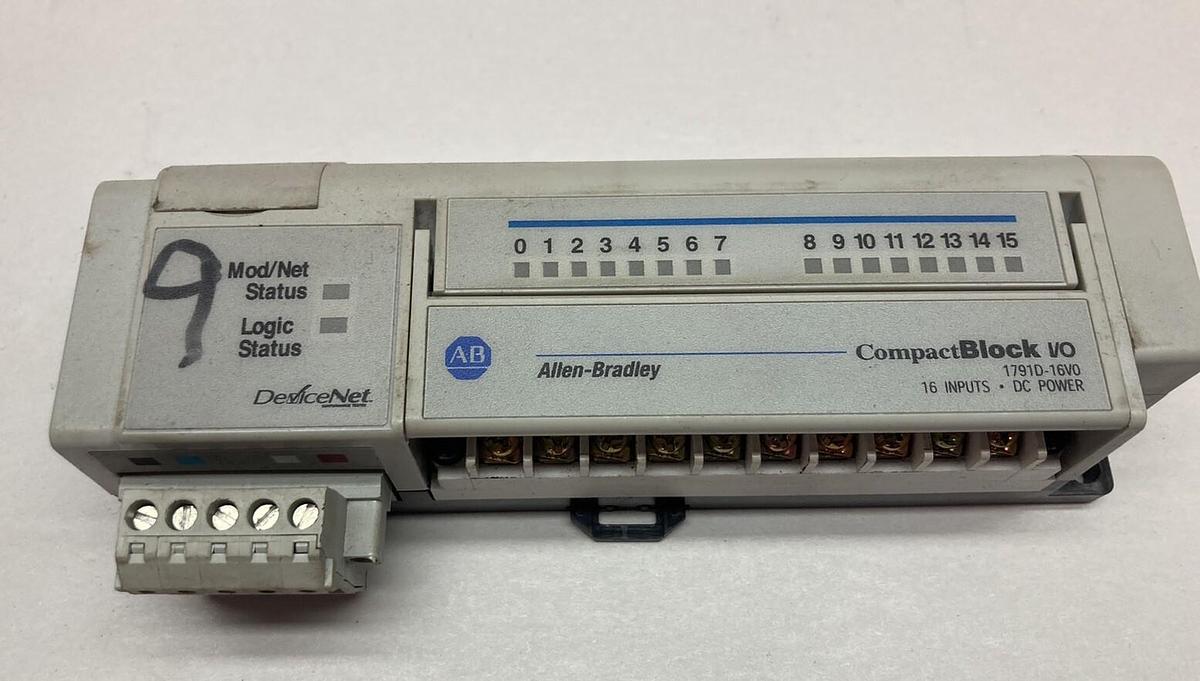 9
Mod/Net
Status
Logic
Status
DeviceNet
0 1 2 3 4 5 6 7 8 9 10 11 12 13 14 15
AB
Allen-Bradley
CompactBlock I/O
1791D-16V0
16 INPUTS • DC POWER